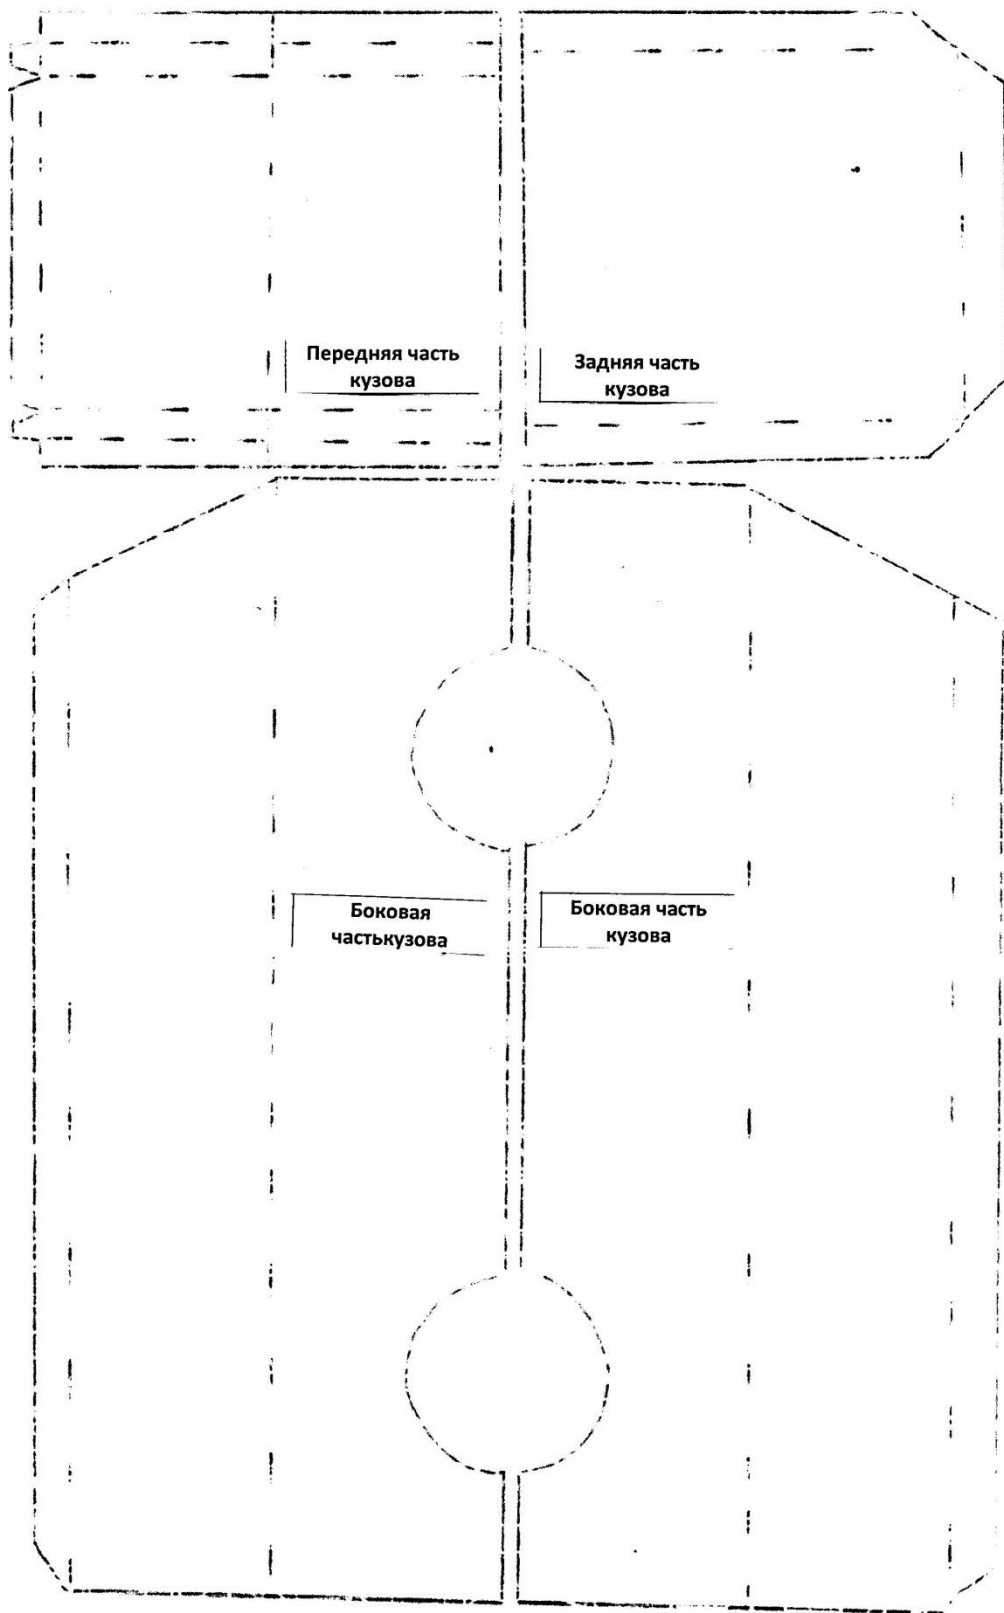 Передняя часть
кузова
Задняя часть
кузова
Боковая
частькузова
Боковая часть
кузова